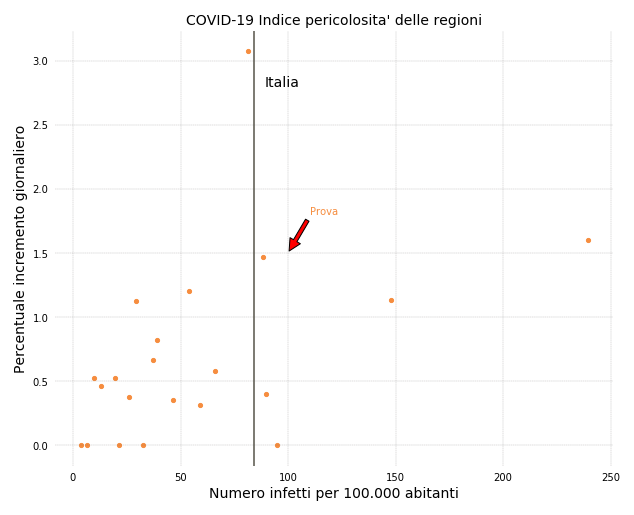 COVID-19 Indice pericolosita' delle regioni
Percentuale incremento giornaliero
3.0
2.5
2.0
1.5
1.0
0.5
0.0
Italia
Prova
0
50
100
150
200
250
Numero infetti per 100.000 abitanti